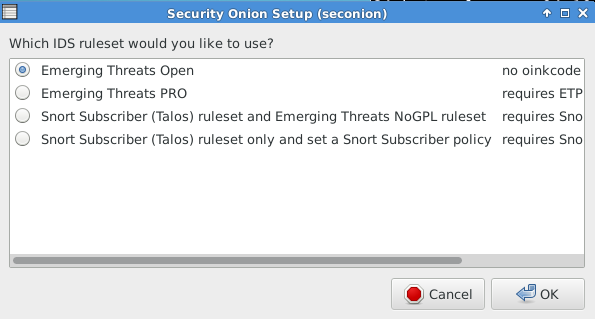 Security Onion Setup (seconion)
Which IDS ruleset would you like to use?
Emerging Threats Open no oinkcode
Emerging Threats PRO requires ETP
Snort Subscriber (Talos) ruleset and Emerging Threats NoGPL ruleset requires Sno
Snort Subscriber (Talos) ruleset only and set a Snort Subscriber policy requires Sno
Cancel OK